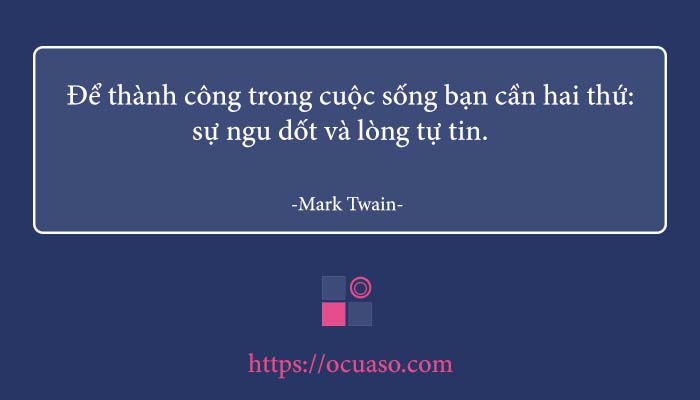 Để thành công trong cuộc sống bạn cần hai thứ:
sự ngu dốt và lòng tự tin.
-Mark Twain-
https://ocuaso.com